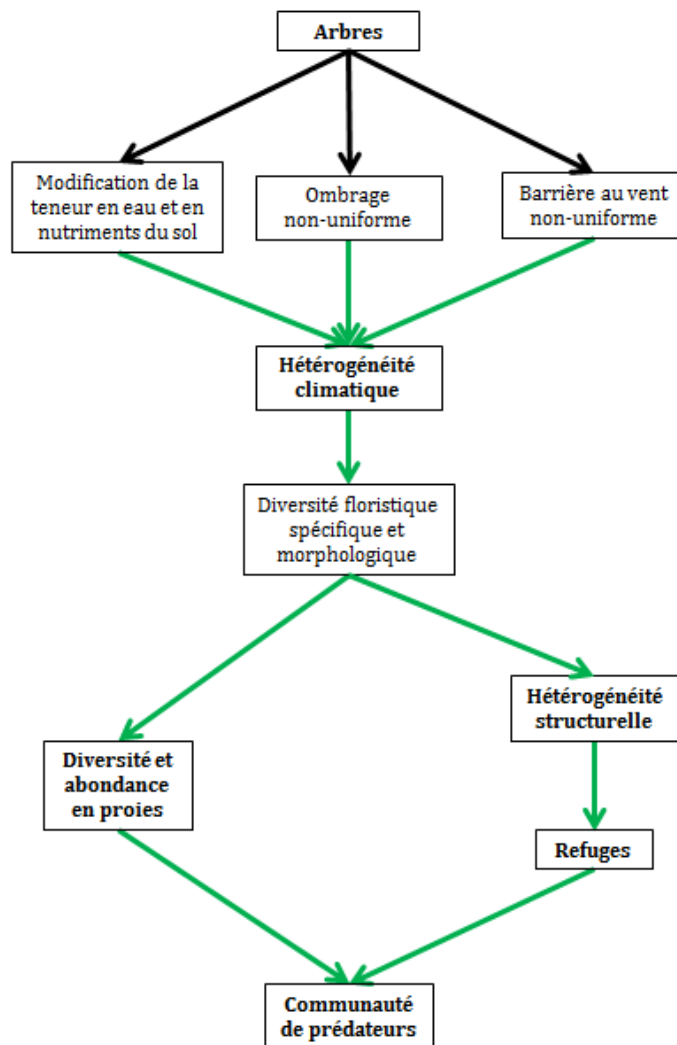 Arbres
Modification de la
teneur en eau et en
nutriments du sol
Ombrage
non-uniforme
Barrière au vent
non-uniforme
Hétérogénéité
climatique
Diversité floristique
spécifique et
morphologique
Hétérogénéité
structurelle
Diversité et
abondance
en proies
Refuges
Communauté
de prédateurs